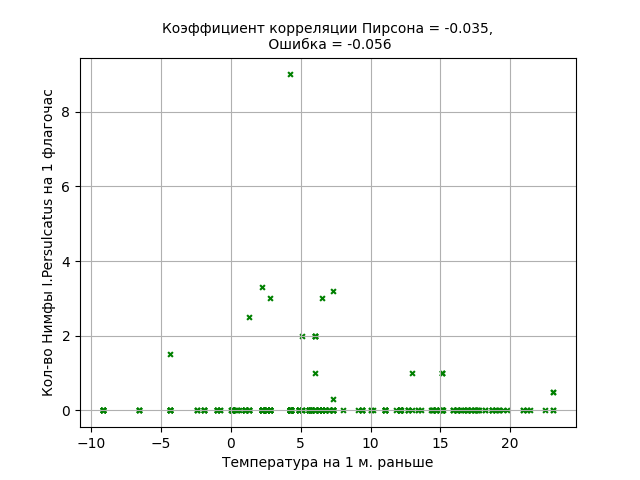 Коэффициент корреляции Пирсона = -0.035,
Ошибка = -0.056
Кол-во Нимфы I.Persulcatus на 1 флагочас
8
6
4
2
0
−10 −5 0 5 10 15 20
Температура на 1 м. раньше